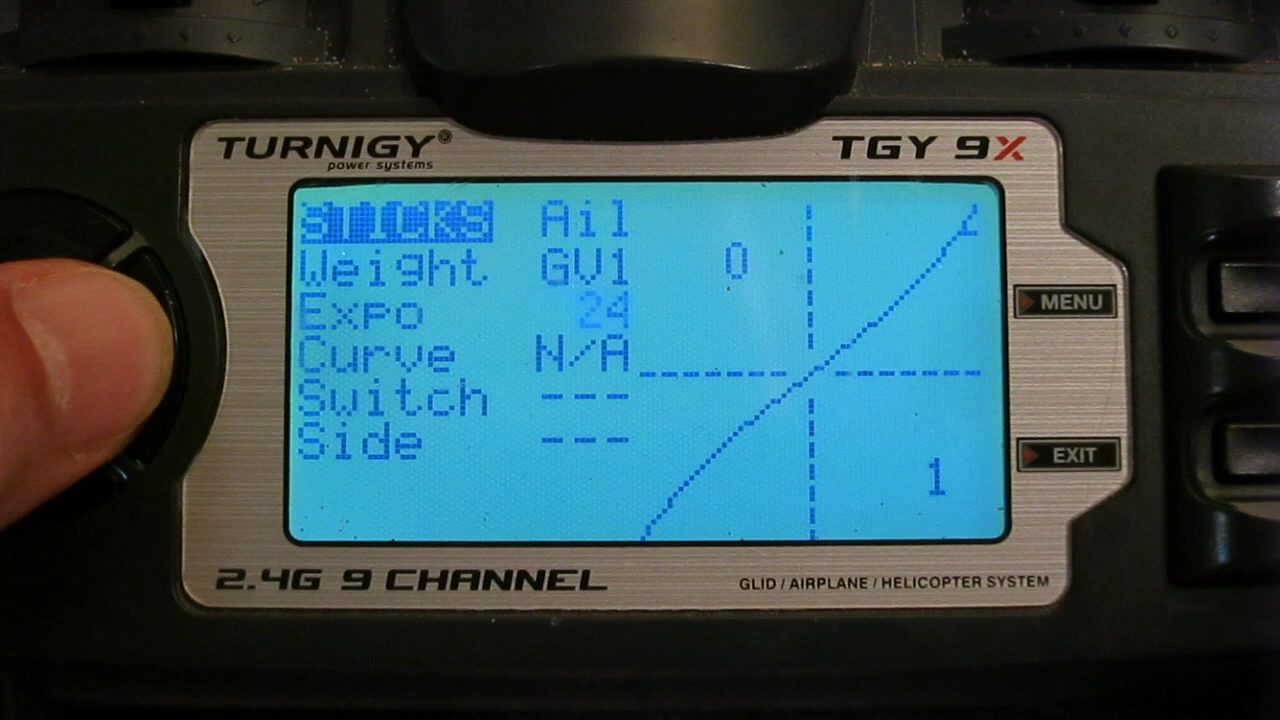 TURNIGY®
power systems
TGY 9X
STICKS Ail
Weight GV1 0
Expo 24
Curve N/A
Switch ---
Side ---
1
MENU
EXIT
2.4G 9 CHANNEL
GLID / AIRPLANE / HELICOPTER SYSTEM